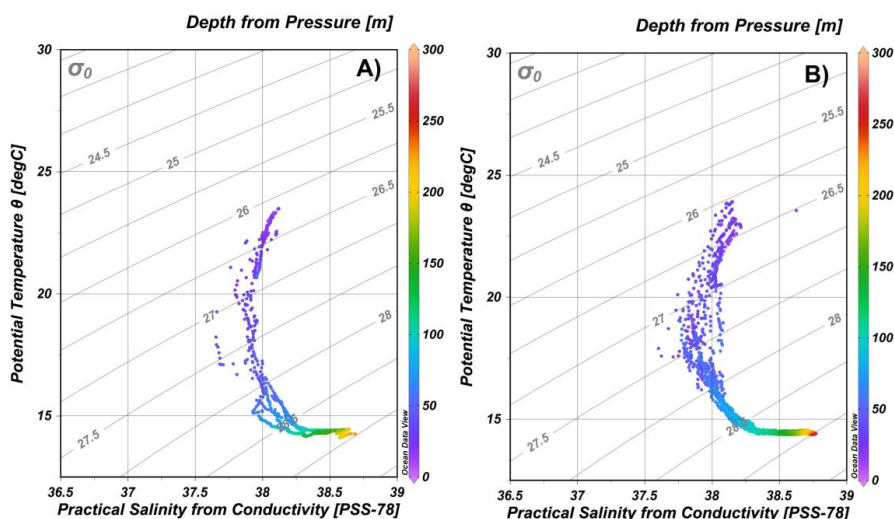 Depth from Pressure [m]
30
25
20
15
σ₀
A)
24.5
25
25.5
26
26.5
27
27.5
28
28.5
300
250
200
150
100
50
0
Ocean Data View
Potential Temperature θ [degC]
36.5 37 37.5 38 38.5 39
Practical Salinity from Conductivity [PSS-78]
Depth from Pressure [m]
30
25
20
15
σ₀
B)
24.5
25
25.5
26
26.5
27
27.5
28
28.5
300
250
200
150
100
50
0
Ocean Data View
Potential Temperature θ [degC]
36.5 37 37.5 38 38.5 39
Practical Salinity from Conductivity [PSS-78]